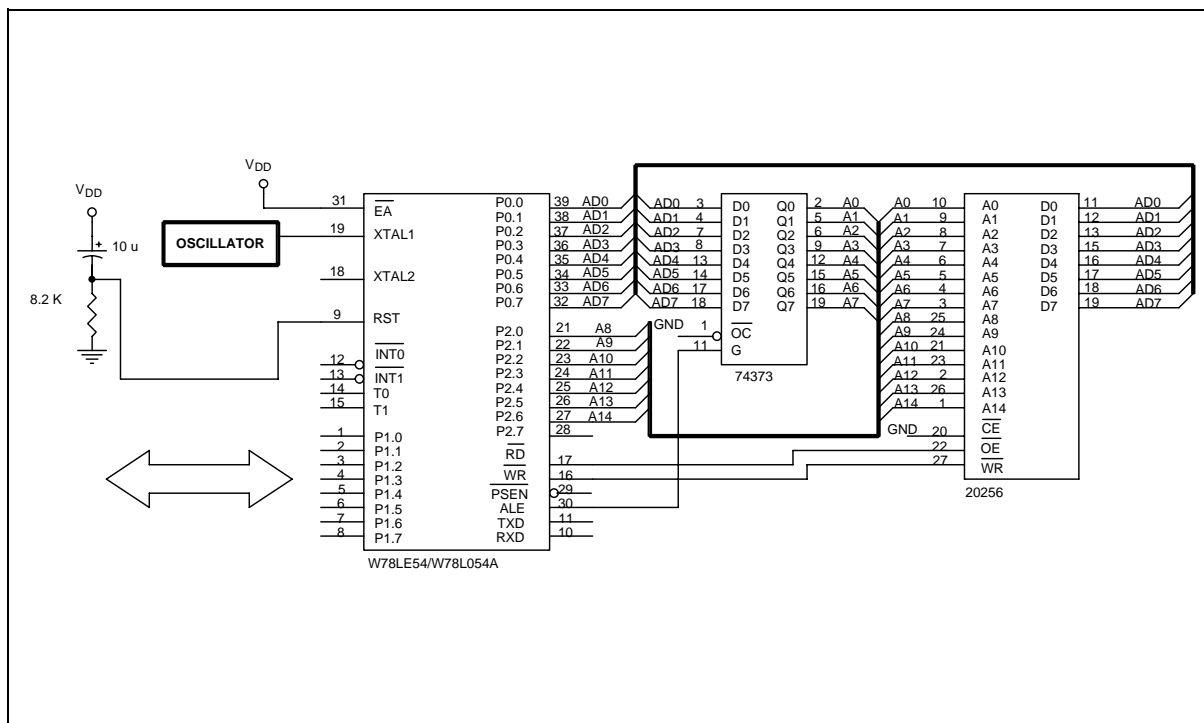 VDD
VDD
10 u
8.2 K
OSCILLATOR
31 EA
19 XTAL1
18 XTAL2
9 RST
12 INT0
13 INT1
14 T0
15 T1
1 P1.0
2 P1.1
3 P1.2
4 P1.3
5 P1.4
6 P1.5
7 P1.6
8 P1.7
P0.0 39 AD0
P0.1 38 AD1
P0.2 37 AD2
P0.3 36 AD3
P0.4 35 AD4
P0.5 34 AD5
P0.6 33 AD6
P0.7 32 AD7
P2.0 21 A8
P2.1 22 A9
P2.2 23 A10
P2.3 24 A11
P2.4 25 A12
P2.5 26 A13
P2.6 27 A14
P2.7 28
RD 17
WR 16
PSEN 29
ALE 30
TXD 11
RXD 10
W78LE54/W78L054A
AD0 3 D0 Q0 2 A0
AD1 4 D1 Q1 5 A1
AD2 7 D2 Q2 6 A2
AD3 8 D3 Q3 9 A3
AD4 13 D4 Q4 12 A4
AD5 14 D5 Q5 15 A5
AD6 17 D6 Q6 16 A6
AD7 18 D7 Q7 19 A7
GND 1 OC
11 G
74373
A0 10 A0 D0 11 AD0
A1 9 A1 D1 12 AD1
A2 8 A2 D2 13 AD2
A3 7 A3 D3 15 AD3
A4 6 A4 D4 16 AD4
A5 5 A5 D5 17 AD5
A6 4 A6 D6 18 AD6
A7 3 A7 D7 19 AD7
A8 25 A8
A9 24 A9
A10 21 A10
A11 23 A11
A12 2 A12
A13 26 A13
A14 1 A14
GND 20 CE
22 OE
27 WR
20256